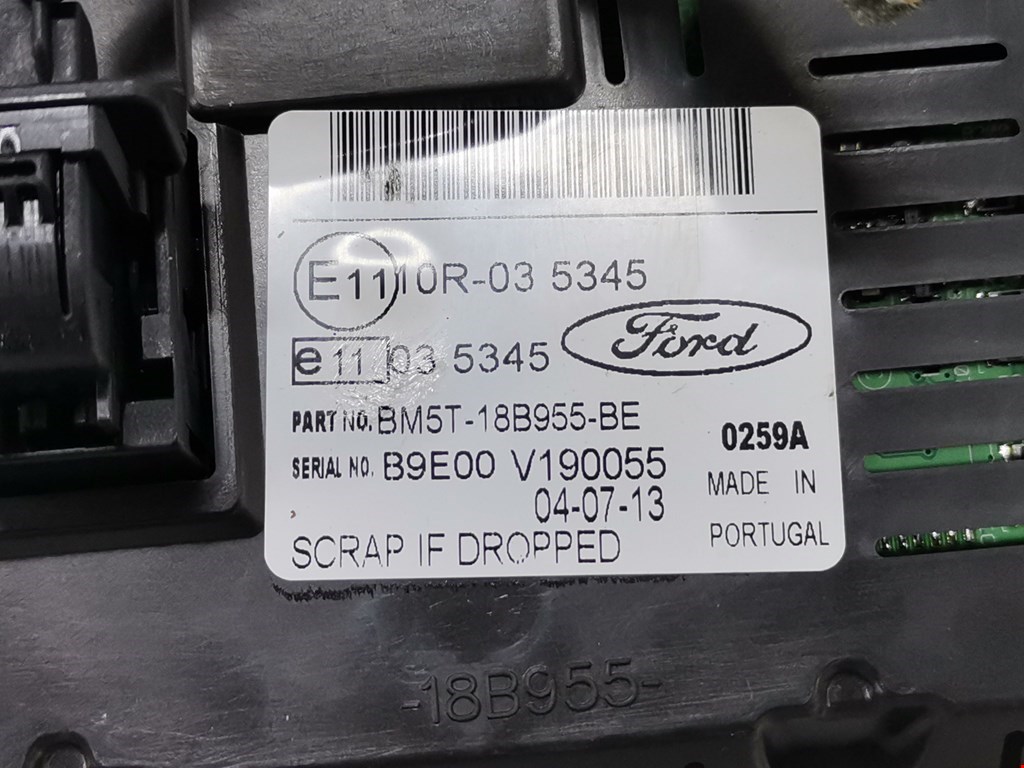 E11 10R-03 5345
e11 03 5345
Ford
PART NO. BM5T-18B955-BE
0259A
SERIAL NO. B9E00 V190055
MADE IN
04-07-13
PORTUGAL
SCRAP IF DROPPED
-18B955-